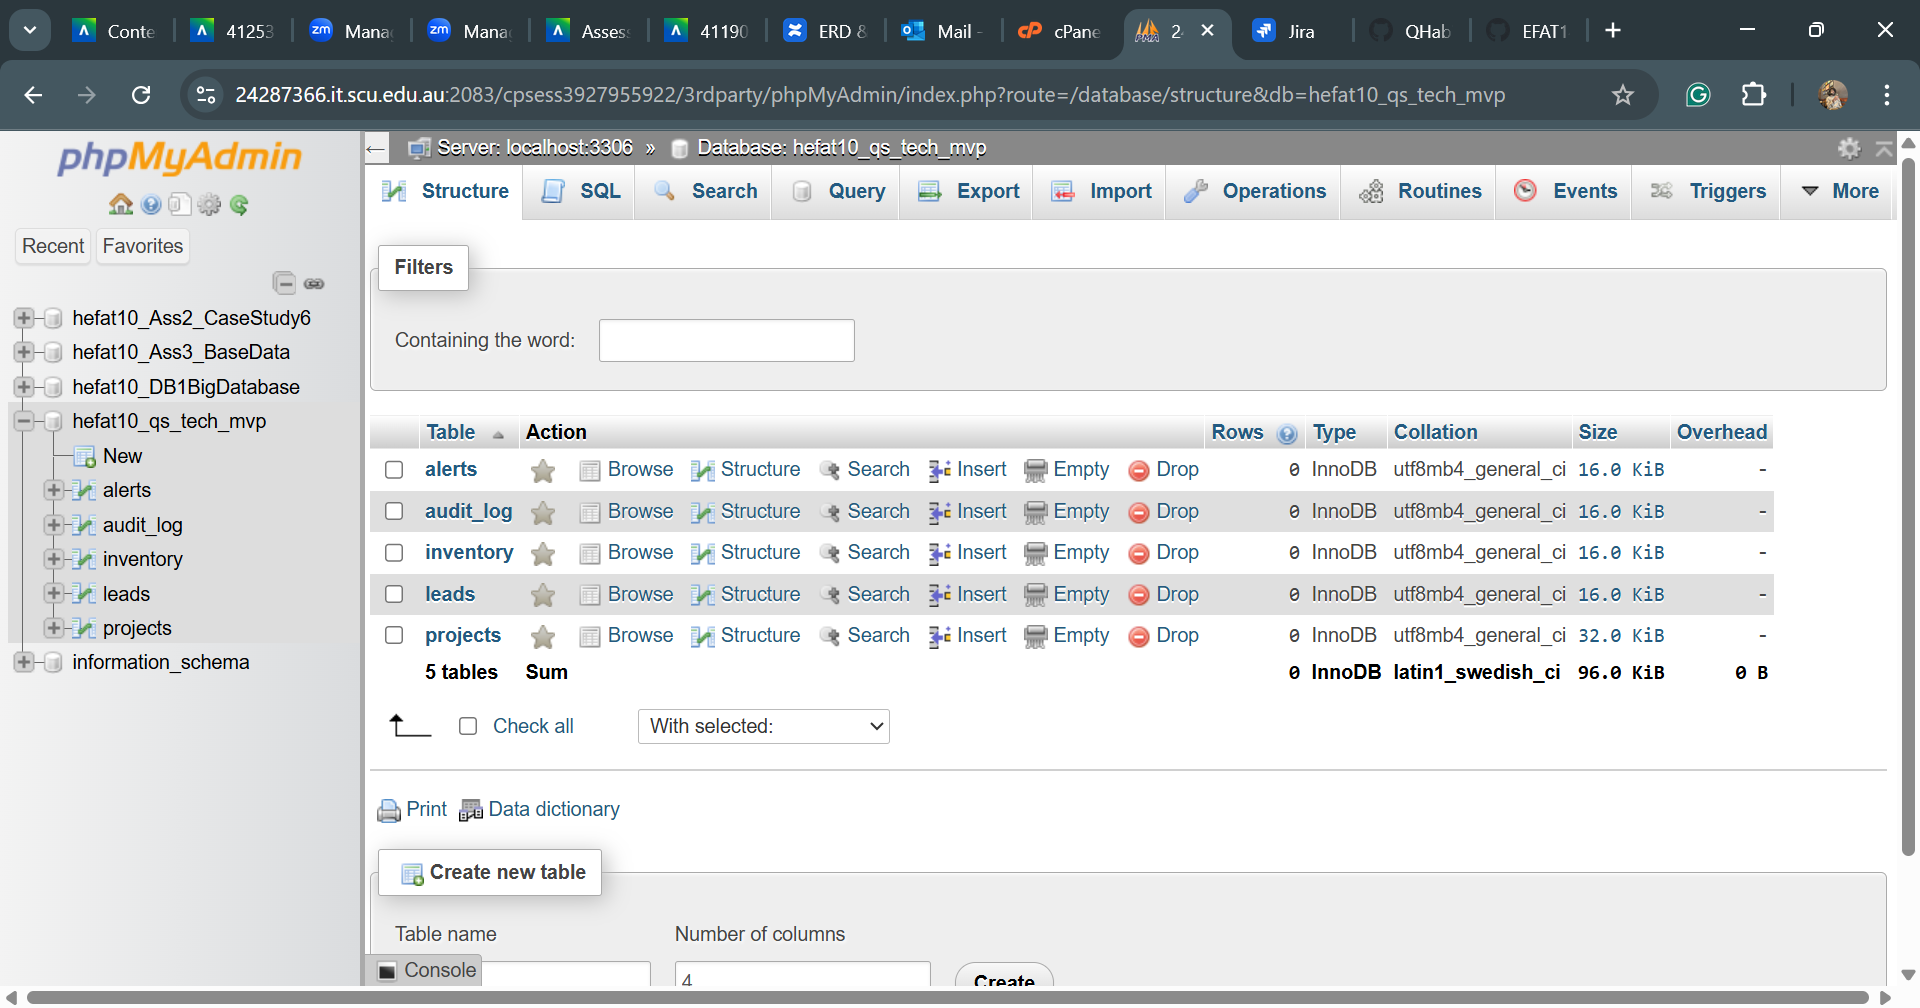 Conte
41253
zm Mana
zm Mana
Asses
41190
ERD &
Mail -
cP cPane
PMA 2
Jira
QHab
EFAT1
24287366.it.scu.edu.au:2083/cpsess3927955922/3rdparty/phpMyAdmin/index.php?route=/database/structure&db=hefat10_qs_tech_mvp
phpMyAdmin
Recent Favorites
hefat10_Ass2_CaseStudy6
hefat10_Ass3_BaseData
hefat10_DB1BigDatabase
hefat10_qs_tech_mvp
New
alerts
audit_log
inventory
leads
projects
information_schema
Server: localhost:3306 » Database: hefat10_qs_tech_mvp
Structure SQL Search Query Export Import Operations Routines Events Triggers More
Filters
Containing the word:
Table Action Rows Type Collation Size Overhead
alerts Browse Structure Search Insert Empty Drop 0 InnoDB utf8mb4_general_ci 16.0 KiB -
audit_log Browse Structure Search Insert Empty Drop 0 InnoDB utf8mb4_general_ci 16.0 KiB -
inventory Browse Structure Search Insert Empty Drop 0 InnoDB utf8mb4_general_ci 16.0 KiB -
leads Browse Structure Search Insert Empty Drop 0 InnoDB utf8mb4_general_ci 16.0 KiB -
projects Browse Structure Search Insert Empty Drop 0 InnoDB utf8mb4_general_ci 32.0 KiB -
5 tables Sum 0 InnoDB latin1_swedish_ci 96.0 KiB 0 B
Check all With selected:
Print Data dictionary
Create new table
Table name Number of columns
Console 4 Create